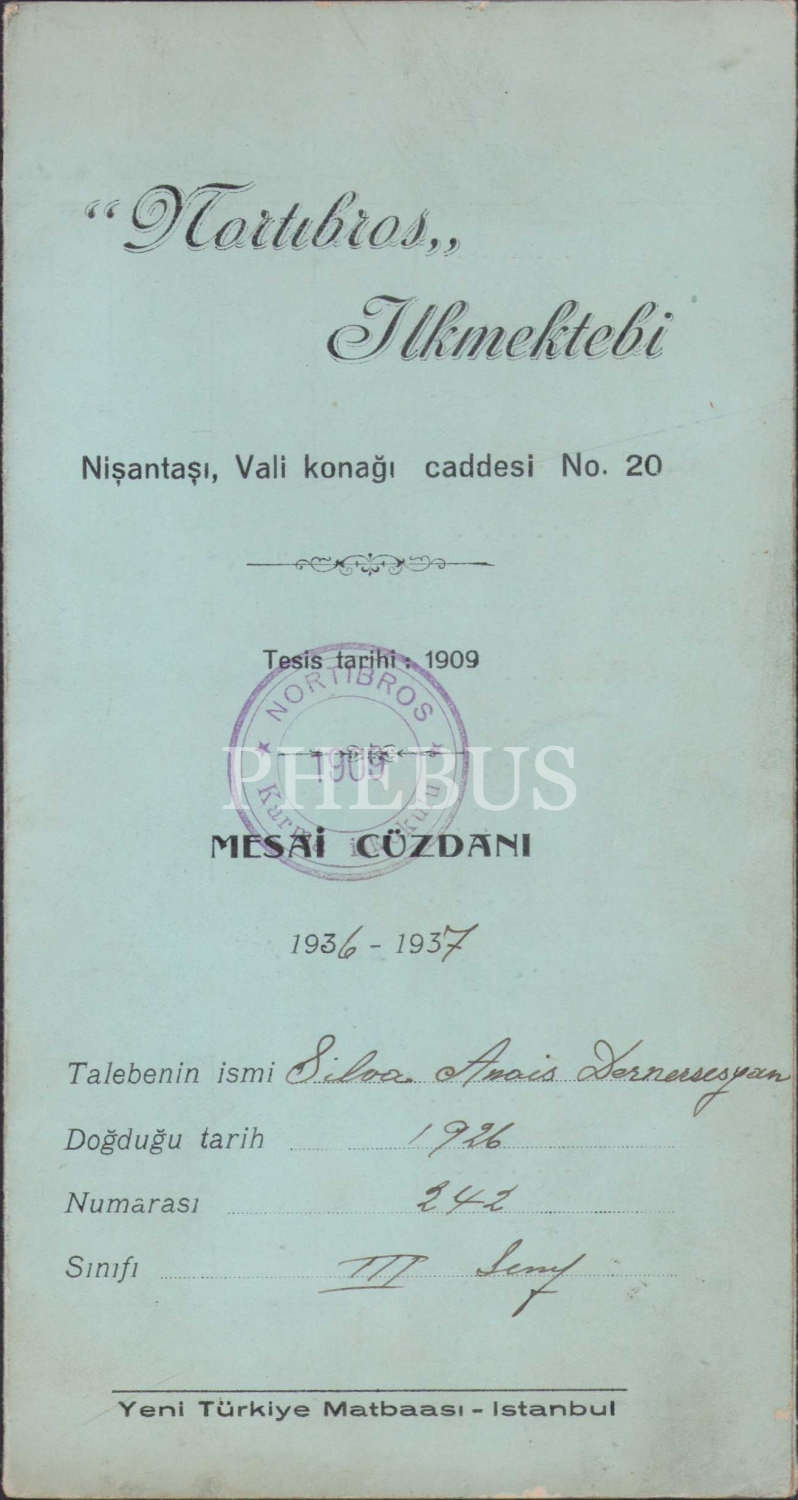 “Nortıbros„
Ilkmektebi
Nişantaşı, Vali konağı caddesi No. 20
Tesis tarihi : 1909
NORTIBROS
1909
PHEBUS
MESAİ CÜZDANI
1936 - 1937
Talebenin ismi Silva Anais Dernersesyan
Doğduğu tarih 1926
Numarası 242
Sınıfı III
Yeni Türkiye Matbaası - Istanbul